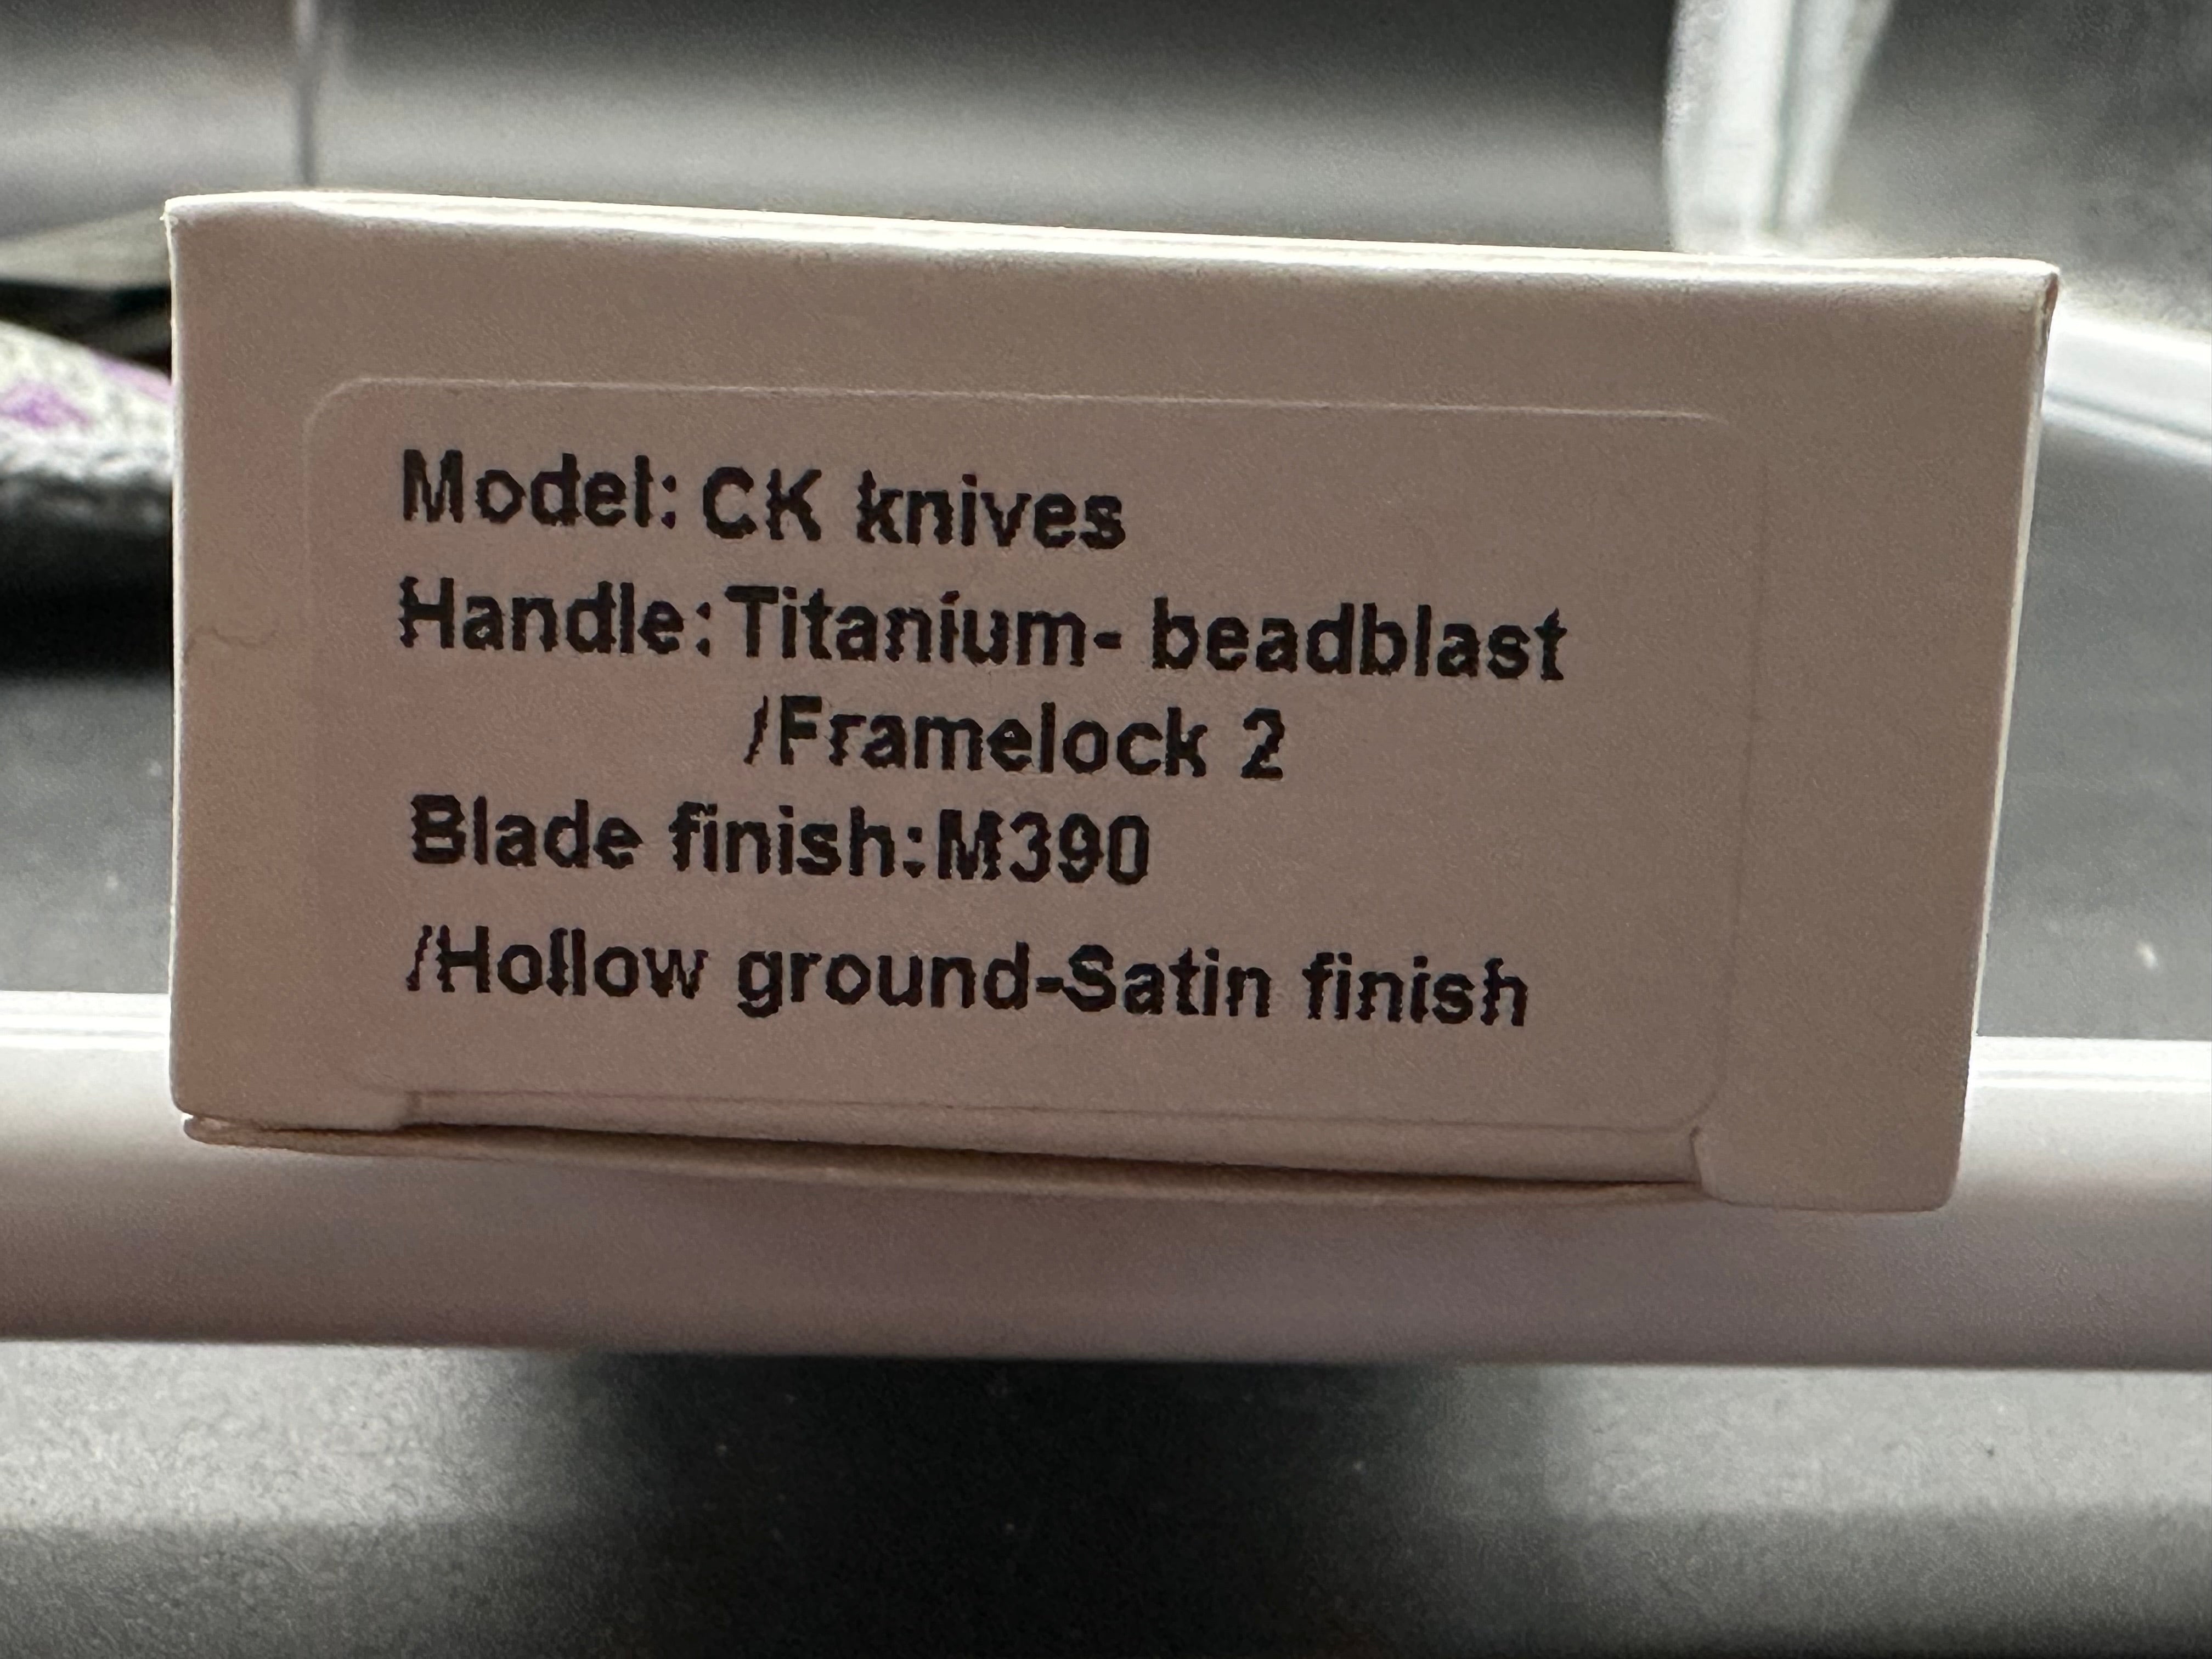 Model: CK knives
Handle:Titanium- beadblast
/Framelock 2
Blade finish:M390
/Hollow ground-Satin finish